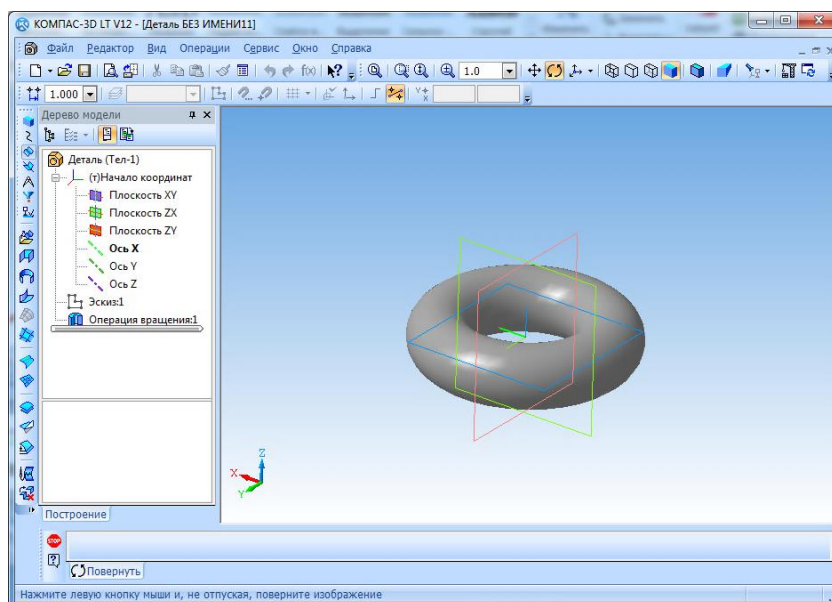 КОМПАС-3D LT V12 - [Деталь БЕЗ ИМЕНИ11]
Файл Редактор Вид Операции Сервис Окно Справка
1.0
1.000
Дерево модели
Деталь (Тел-1)
(т)Начало координат
Плоскость XY
Плоскость ZX
Плоскость ZY
Ось X
Ось Y
Ось Z
Эскиз:1
Операция вращения:1
Z
X
Y
Построение
STOP
Повернуть
Нажмите левую кнопку мыши и, не отпуская, поверните изображение